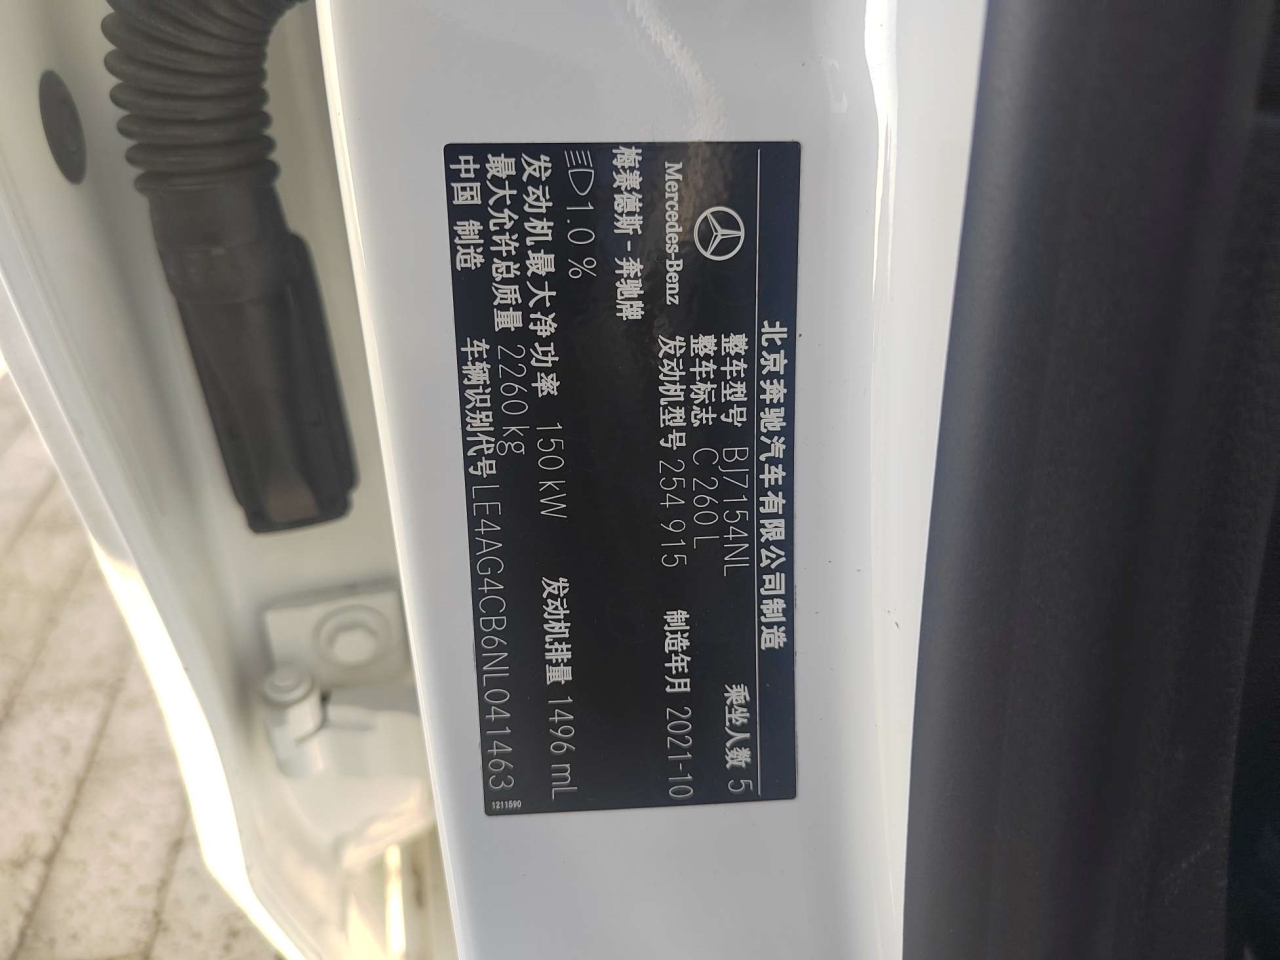 北京奔驰汽车有限公司制造
整车型号 BJ7154NL 乘坐人数 5
整车标志 C 260 L
Mercedes-Benz 发动机型号 254 915 制造年月 2021-10
梅赛德斯-奔驰牌
1.0 %
发动机最大净功率 150 kW 发动机排量 1496 mL
最大允许总质量 2260 kg
中国 制造 车辆识别代号 LE4AG4CB6NL041463
1211590